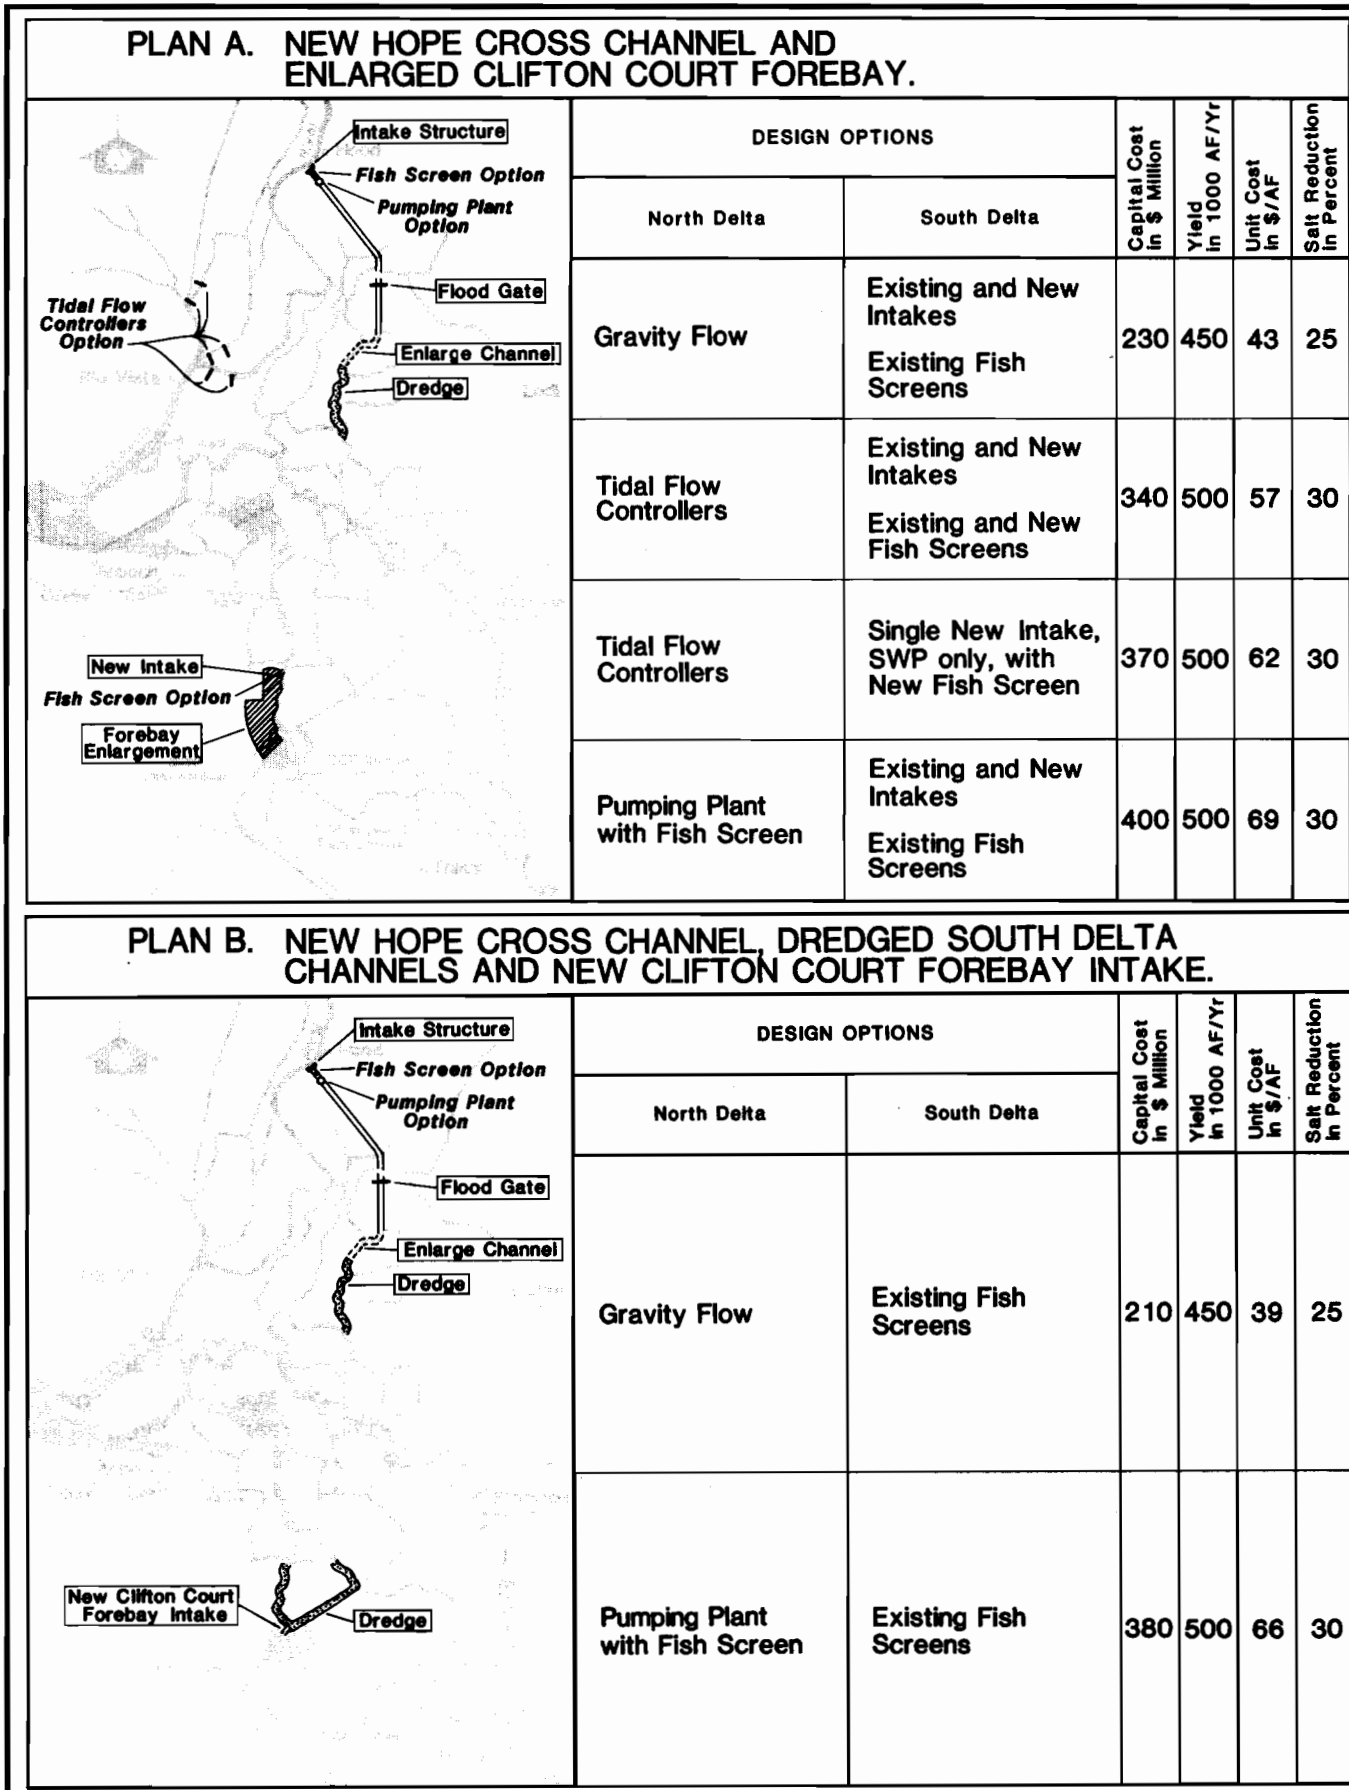 PLAN A. NEW HOPE CROSS CHANNEL AND
ENLARGED CLIFTON COURT FOREBAY.
Intake Structure
Fish Screen Option
Pumping Plant
Option
Flood Gate
Tidal Flow
Controllers
Option
Enlarge Channel
Dredge
Rio Vista
New Intake
Fish Screen Option
Forebay
Enlargement
Tracy
DESIGN OPTIONS
North Delta
South Delta
Capital Cost
in $ Million
Yield
in 1000 AF/Yr
Unit Cost
in $/AF
Salt Reduction
in Percent
Gravity Flow
Existing and New
Intakes
Existing Fish
Screens
230 450 43 25
Tidal Flow
Controllers
Existing and New
Intakes
Existing and New
Fish Screens
340 500 57 30
Tidal Flow
Controllers
Single New Intake,
SWP only, with
New Fish Screen
370 500 62 30
Pumping Plant
with Fish Screen
Existing and New
Intakes
Existing Fish
Screens
400 500 69 30
PLAN B. NEW HOPE CROSS CHANNEL, DREDGED SOUTH DELTA
CHANNELS AND NEW CLIFTON COURT FOREBAY INTAKE.
Intake Structure
Fish Screen Option
Pumping Plant
Option
Flood Gate
Enlarge Channel
Dredge
New Clifton Court
Forebay Intake
Dredge
DESIGN OPTIONS
North Delta
South Delta
Capital Cost
in $ Million
Yield
in 1000 AF/Yr
Unit Cost
in $/AF
Salt Reduction
in Percent
Gravity Flow
Existing Fish
Screens
210 450 39 25
Pumping Plant
with Fish Screen
Existing Fish
Screens
380 500 66 30